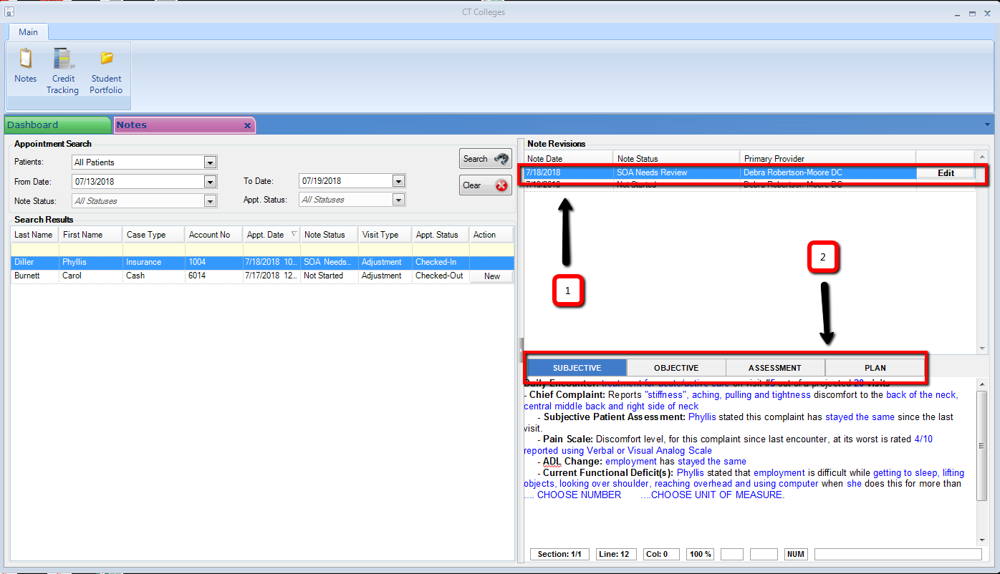 CT Colleges
Main
Notes
Credit Tracking
Student Portfolio
Dashboard
Notes x
Appointment Search
Patients: All Patients
Search
From Date: 07/13/2018 To Date: 07/19/2018
Clear
Note Status: All Statuses Appt. Status: All Statuses
Search Results
Last Name First Name Case Type Account No Appt. Date Note Status Visit Type Appt. Status Action
Diller Phyllis Insurance 1004 7/18/2018 10... SOA Needs... Adjustment Checked-In
Burnett Carol Cash 6014 7/17/2018 12... Not Started Adjustment Checked-Out New
Note Revisions
Note Date Note Status Primary Provider
7/18/2018 SOA Needs Review Debra Robertson-Moore DC Edit
Not Started Debra Robertson-Moore DC
1
2
SUBJECTIVE OBJECTIVE ASSESSMENT PLAN
Daily Encounter: treatment for acute/active care on visit #5 out of a projected 20 visits
- Chief Complaint: Reports "stiffness", aching, pulling and tightness discomfort to the back of the neck,
central middle back and right side of neck
- Subjective Patient Assessment: Phyllis stated this complaint has stayed the same since the last
visit.
- Pain Scale: Discomfort level, for this complaint since last encounter, at its worst is rated 4/10
reported using Verbal or Visual Analog Scale
- ADL Change: employment has stayed the same
- Current Functional Deficit(s): Phyllis stated that employment is difficult while getting to sleep, lifting
objects, looking over shoulder, reaching overhead and using computer when she does this for more than
.... CHOOSE NUMBER ....CHOOSE UNIT OF MEASURE.
Section: 1/1 Line: 12 Col: 0 100 % NUM